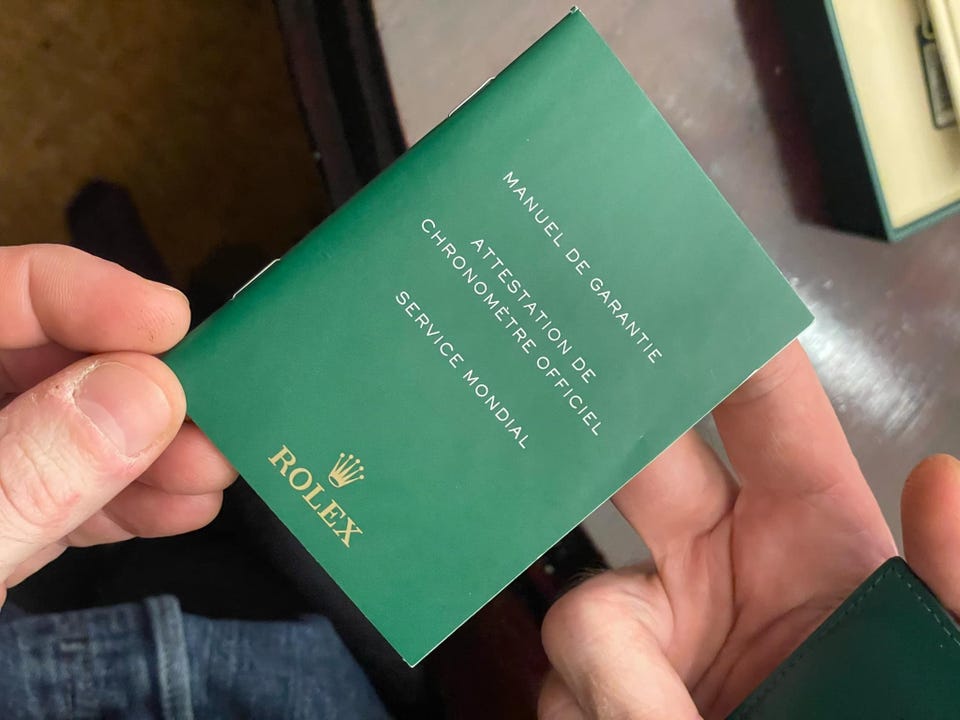 MANUEL DE GARANTIE
ATTESTATION DE
CHRONOMÈTRE OFFICIEL
SERVICE MONDIAL
ROLEX